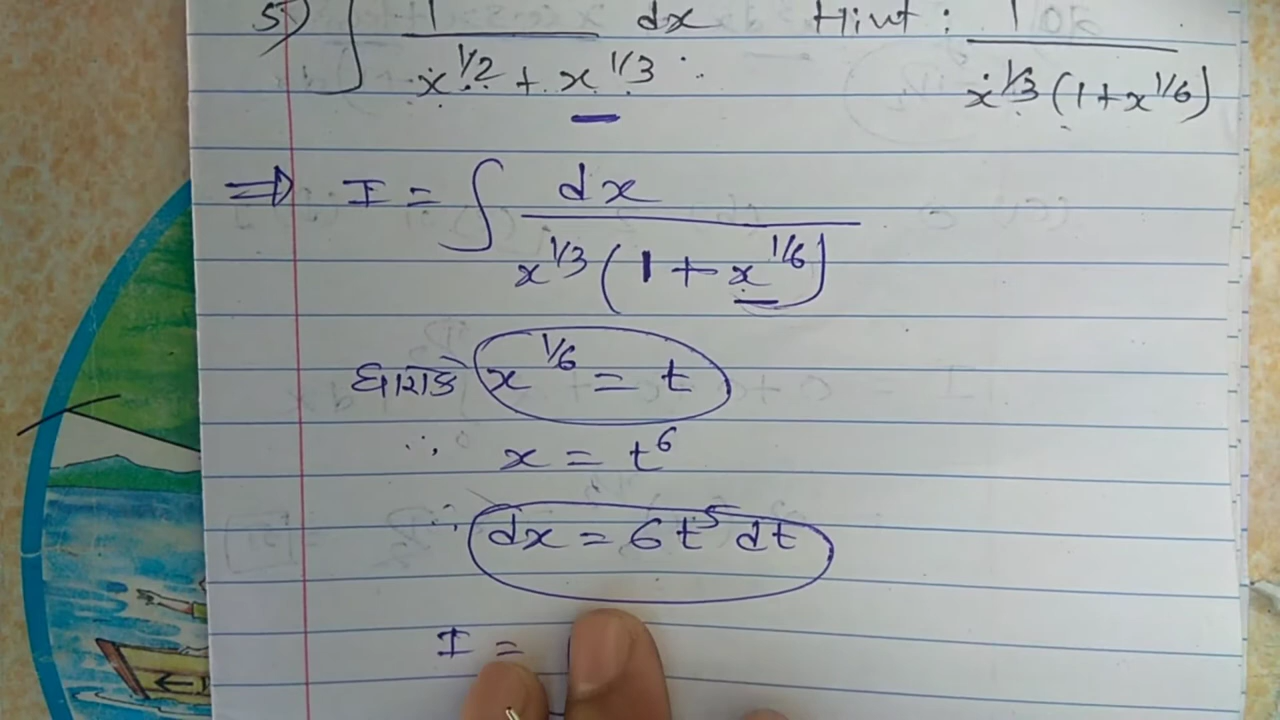 5) ∫ 1 / (x^1/2 + x^1/3) dx Hint : 1 / (x^1/3 (1+x^1/6))
⇒ I = ∫ dx / (x^1/3 (1 + x^1/6))
धारोके x^1/6 = t
∴ x = t^6
∴ dx = 6t^5 dt
I =